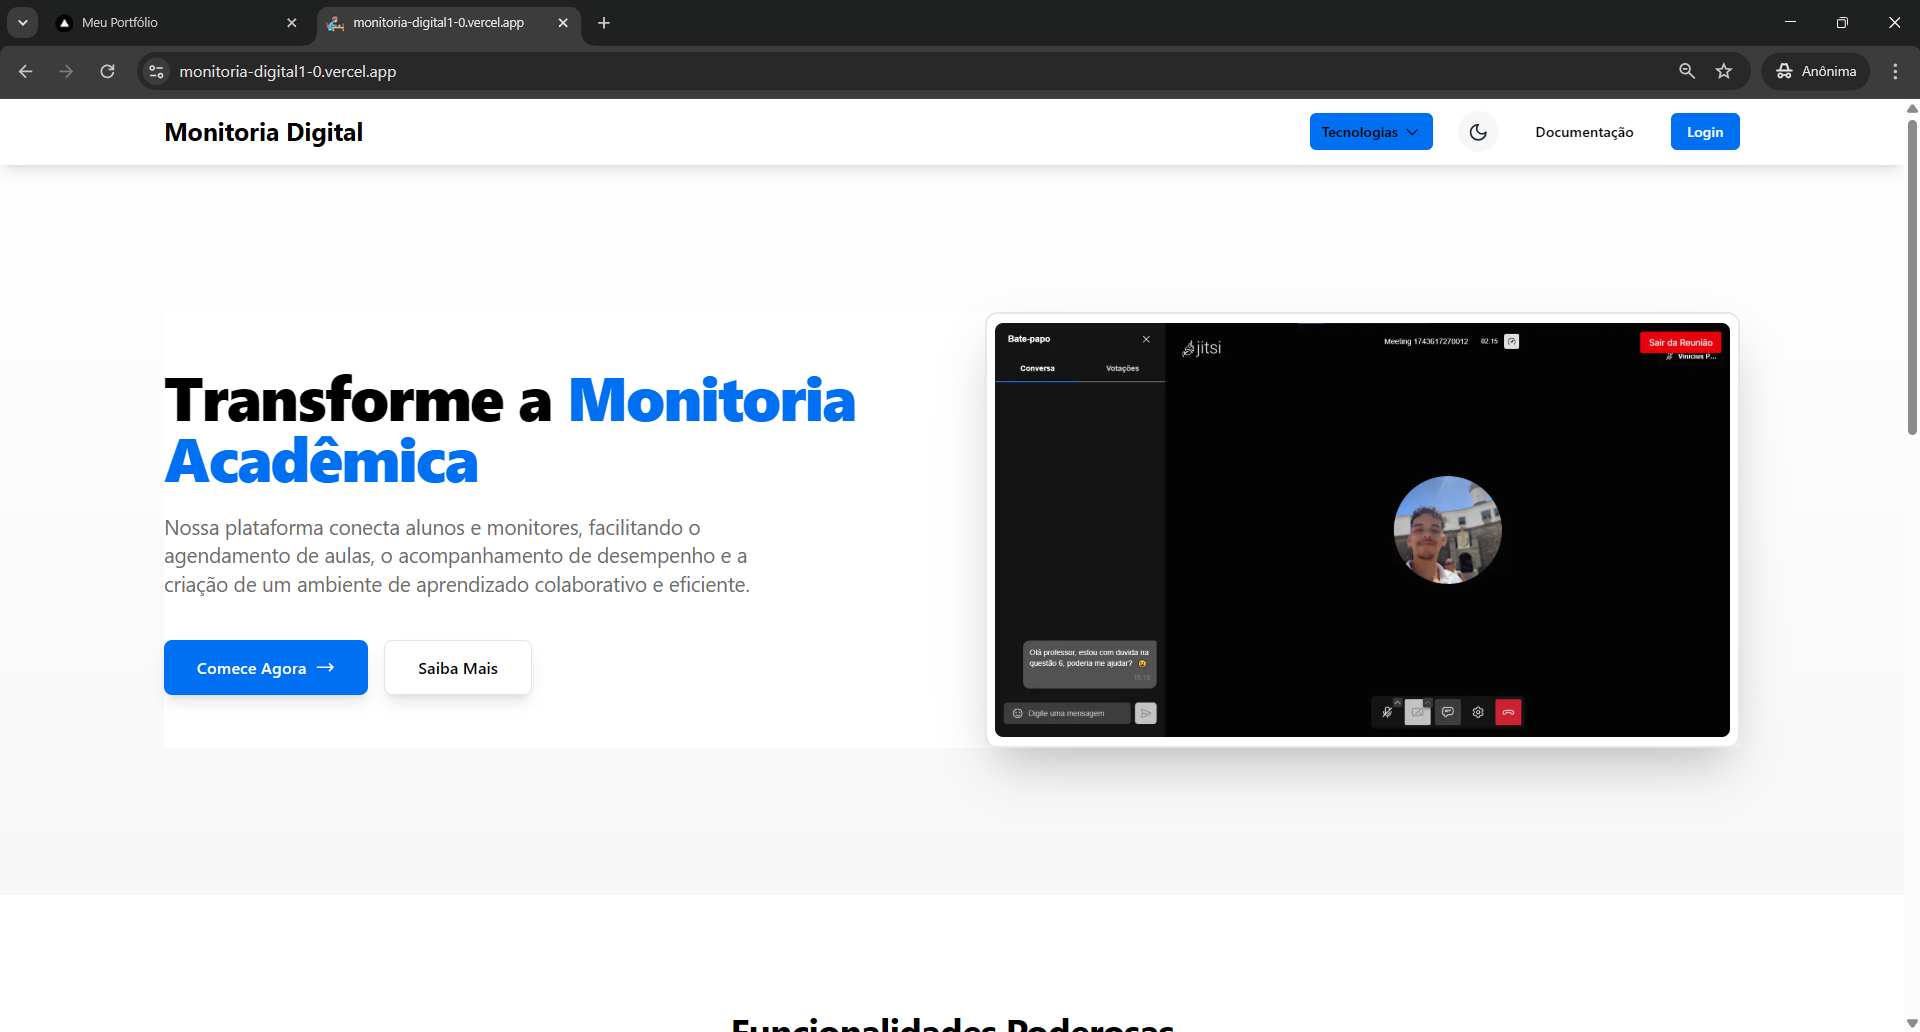 Meu Portfólio
monitoria-digital1-0.vercel.app
monitoria-digital1-0.vercel.app
Anônima
Monitoria Digital
Tecnologias
Documentação
Login
Transforme a Monitoria
Acadêmica
Nossa plataforma conecta alunos e monitores, facilitando o
agendamento de aulas, o acompanhamento de desempenho e a
criação de um ambiente de aprendizado colaborativo e eficiente.
Comece Agora
Saiba Mais
Bate-papo
Conversa
Votações
jitsi
Meeting 1743617270012
02:15
Sair da Reunião
Vinicius P...
Olá professor, estou com duvida na
questão 6, poderia me ajudar?
15:18
Digite uma mensagem
Funcionalidades Poderosas